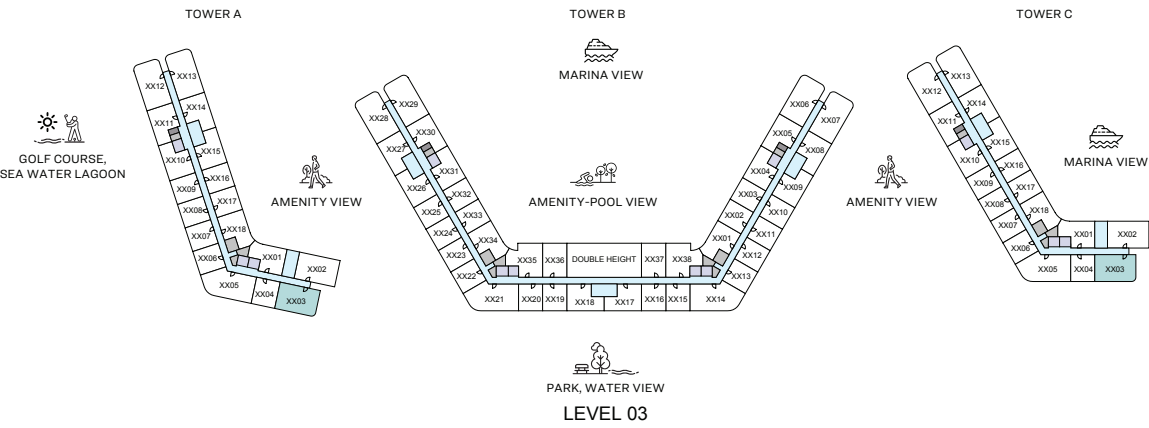 TOWER A
TOWER B
TOWER C
MARINA VIEW
GOLF COURSE,
SEA WATER LAGOON
AMENITY VIEW
AMENITY-POOL VIEW
AMENITY VIEW
MARINA VIEW
XX12
XX13
XX11
XX14
XX10
XX15
XX09
XX16
XX08
XX17
XX07
XX18
XX06
XX01
XX02
XX05
XX04
XX03
XX29
XX28
XX30
XX27
XX31
XX26
XX32
XX25
XX33
XX24
XX34
XX23
XX22
XX21
XX35
XX36
DOUBLE HEIGHT
XX37
XX38
XX20
XX19
XX18
XX17
XX16
XX15
XX14
XX06
XX07
XX05
XX08
XX04
XX09
XX03
XX10
XX02
XX11
XX01
XX12
XX13
XX13
XX12
XX14
XX11
XX15
XX10
XX16
XX09
XX17
XX08
XX18
XX07
XX06
XX01
XX02
XX05
XX04
XX03
PARK, WATER VIEW
LEVEL 03